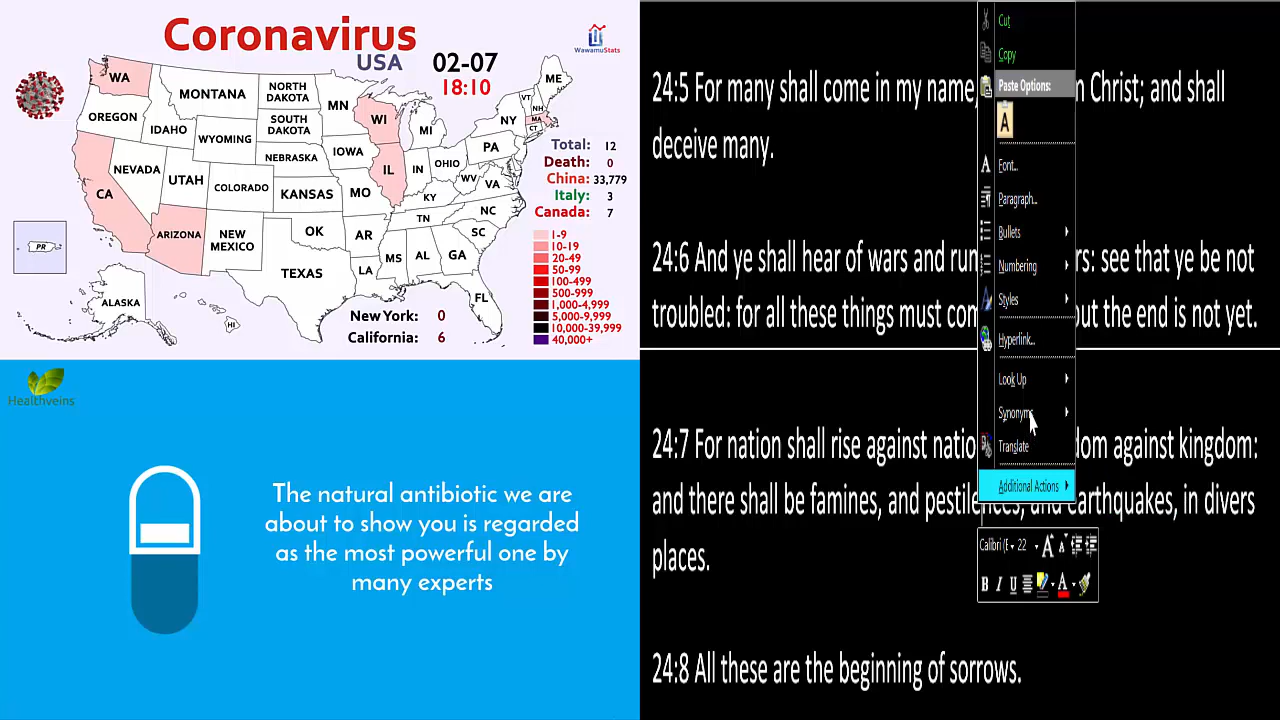 Coronavirus
USA
02-07
18:10
WawamuStats
WA
MONTANA
NORTH
DAKOTA
MN
ME
OREGON
IDAHO
WYOMING
SOUTH
DAKOTA
WI
MI
VT
NH
NY
MA
CT
NEBRASKA
IOWA
PA
NEVADA
UTAH
COLORADO
KANSAS
MO
IL
IN
OHIO
WV
VA
KY
CA
ARIZONA
NEW
MEXICO
OK
AR
TN
NC
SC
TEXAS
LA
MS
AL
GA
FL
PR
ALASKA
HI
Total: 12
Death: 0
China: 33,779
Italy: 3
Canada: 7
1-9
10-19
20-49
50-99
100-499
500-999
1,000-4,999
5,000-9,999
10,000-39,999
40,000+
New York: 0
California: 6
24:5 For many shall come in my name, m Christ; and shall
deceive many.
24:6 And ye shall hear of wars and run rs: see that ye be not
troubled: for all these things must com out the end is not yet.
24:7 For nation shall rise against natio dom against kingdom:
and there shall be famines, and pestilences, and earthquakes, in divers
places.
24:8 All these are the beginning of sorrows.
Cut
Copy
Paste Options:
A
Font...
Paragraph...
Bullets
Numbering
Styles
Hyperlink...
Look Up
Synonyms
Translate
Additional Actions
Calibri (E 22 A A
B I U A
Healthveins
The natural antibiotic we are
about to show you is regarded
as the most powerful one by
many experts